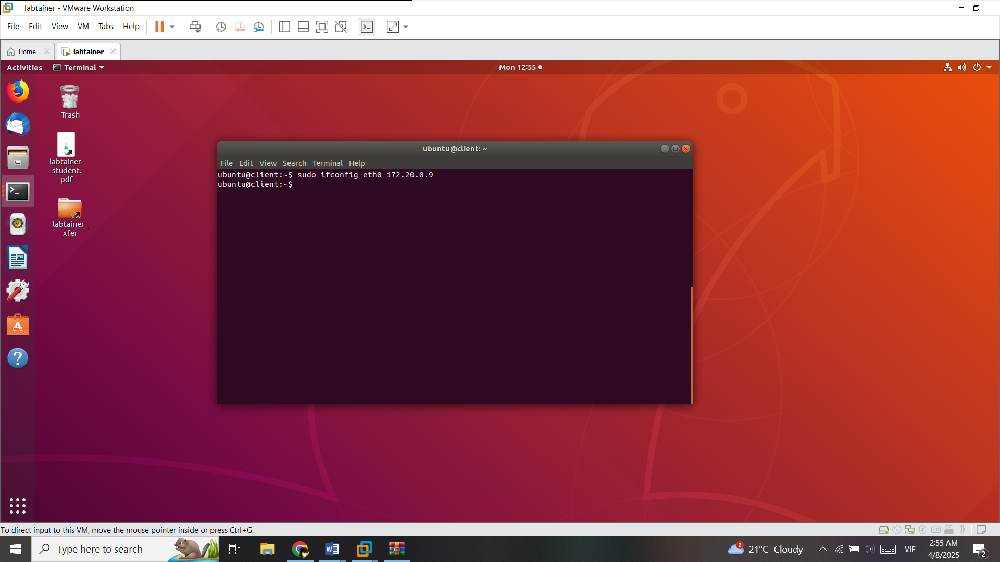 labtainer - VMware Workstation
File Edit View VM Tabs Help
Home
labtainer
Activities
Terminal
Mon 12:55
Trash
labtainer-
student.
pdf
labtainer_
xfer
ubuntu@client: ~
File Edit View Search Terminal Help
ubuntu@client:~$ sudo ifconfig eth0 172.20.0.9
ubuntu@client:~$
To direct input to this VM, move the mouse pointer inside or press Ctrl+G.
Type here to search
2
21°C Cloudy
VIE
2:55 AM
4/8/2025
2